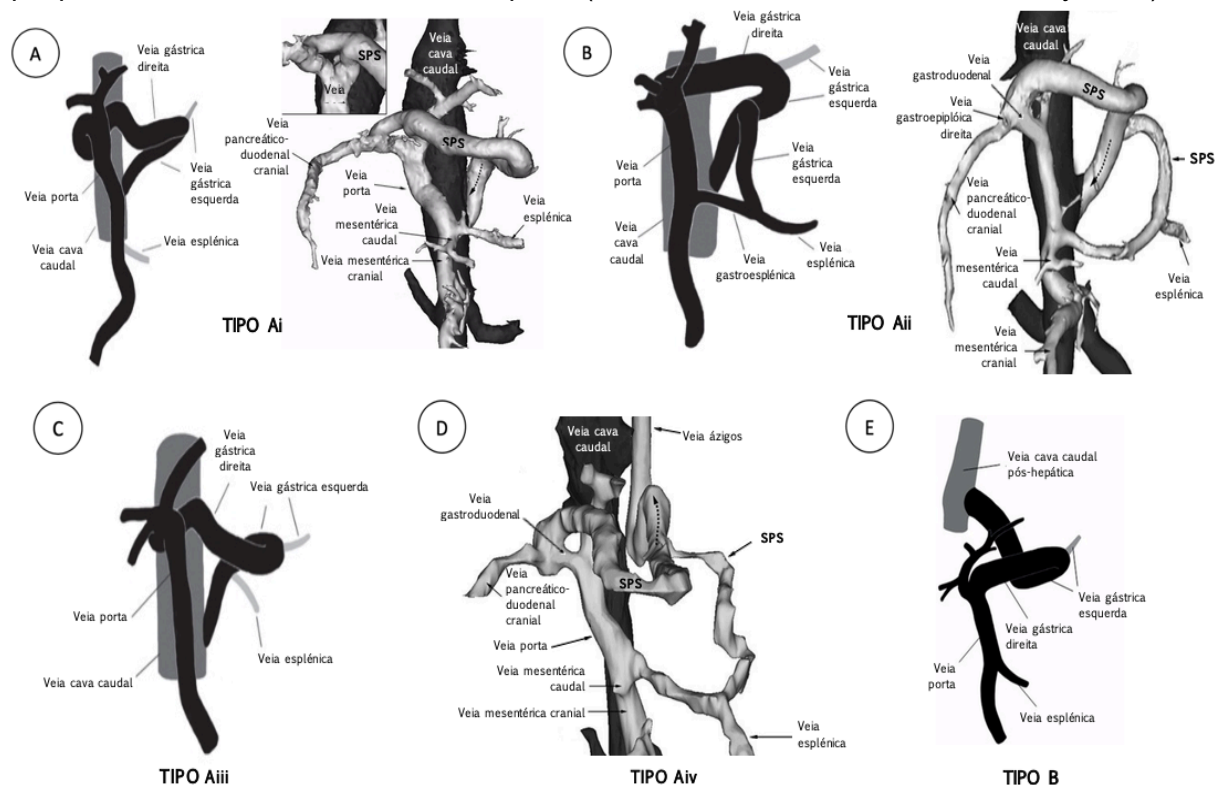 A
Veia gástrica
direita
Veia porta
Veia
gástrica
esquerda
Veia cava
caudal
Veia esplénica
TIPO Ai
SPS
Veia
Veia cava
caudal
Veia
pancreático-
duodenal
cranial
SPS
Veia
porta
Veia
mesentérica
caudal
Veia
esplénica
Veia mesentérica
cranial
B
Veia
gástrica
direita
Veia
gástrica
esquerda
Veia
porta
Veia
gástrica
esquerda
Veia
cava
caudal
Veia
gastroesplénica
Veia
esplénica
TIPO Aii
Veia cava
caudal
Veia
gastroduodenal
SPS
Veia
gastroepiplóica
direita
SPS
Veia
pancreático-
duodenal
cranial
Veia
mesentérica
caudal
Veia
esplénica
Veia
mesentérica
cranial
C
Veia
gástrica
direita
Veia gástrica esquerda
Veia porta
Veia esplénica
Veia cava caudal
TIPO Aiii
D
Veia cava
caudal
Veia ázigos
Veia
gastroduodenal
SPS
SPS
Veia
pancreático-
duodenal
cranial
Veia porta
Veia mesentérica
caudal
Veia mesentérica cranial
Veia
esplénica
TIPO Aiv
E
Veia cava caudal
pós-hepática
Veia gástrica
esquerda
Veia gástrica
direita
Veia
porta
Veia esplénica
TIPO B